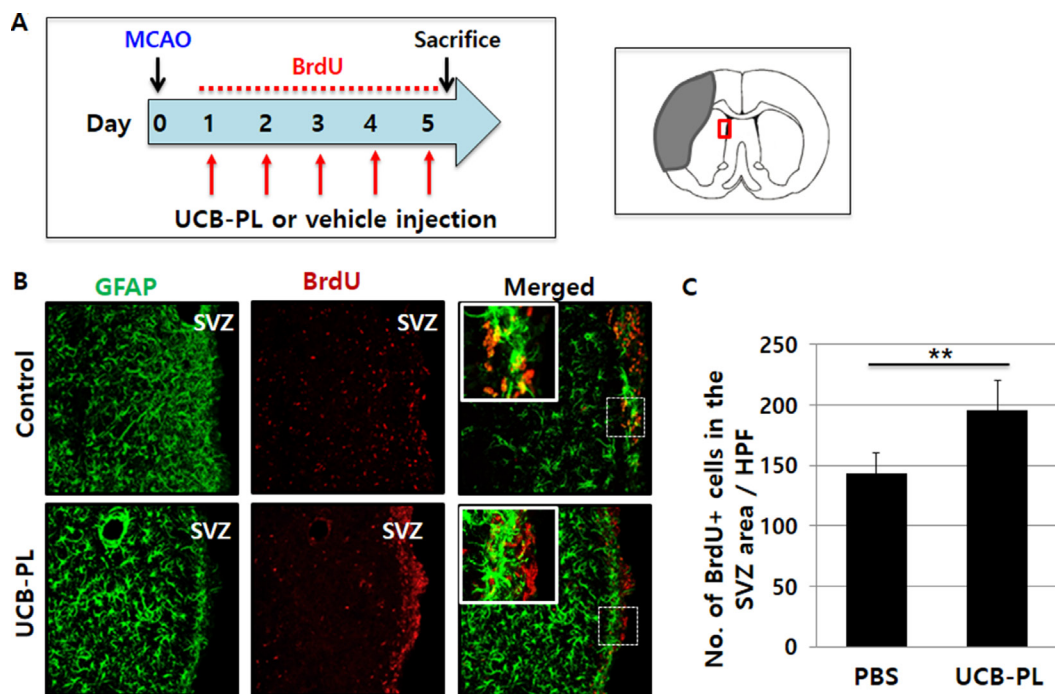 A
MCAO
Sacrifice
BrdU
Day 0 1 2 3 4 5
UCB-PL or vehicle injection
B
GFAP
BrdU
Merged
Control
SVZ
SVZ
UCB-PL
SVZ
SVZ
C
No. of BrdU+ cells in the
SVZ area / HPF
250
200
150
100
50
0
**
PBS
UCB-PL